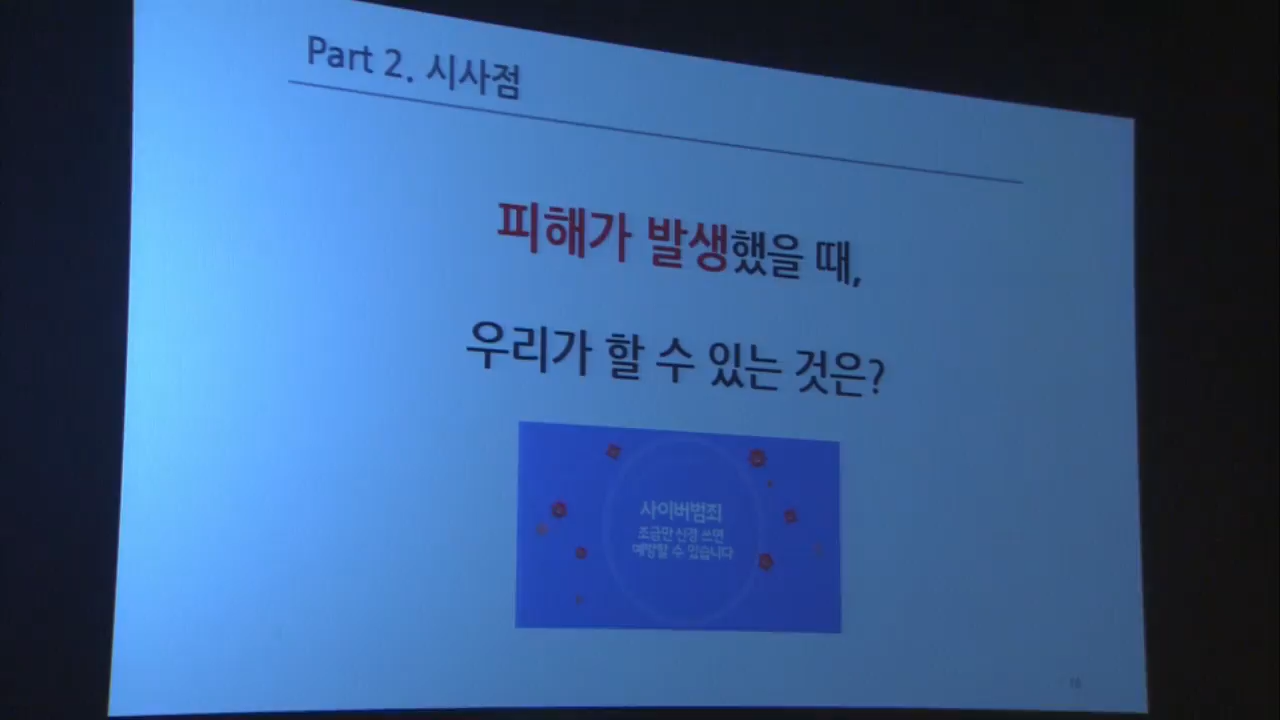 Part 2. 시사점
피해가 발생했을 때,
우리가 할 수 있는 것은?
사이버범죄
조금만 신경 쓰면
예방할 수 있습니다